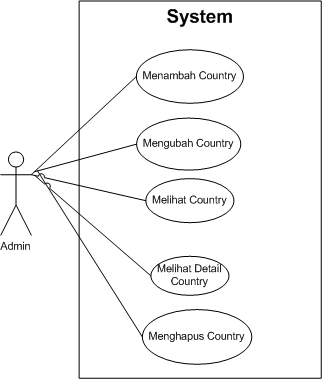 System
Menambah Country
Mengubah Country
Melihat Country
Admin
Melihat Detail
Country
Menghapus Country